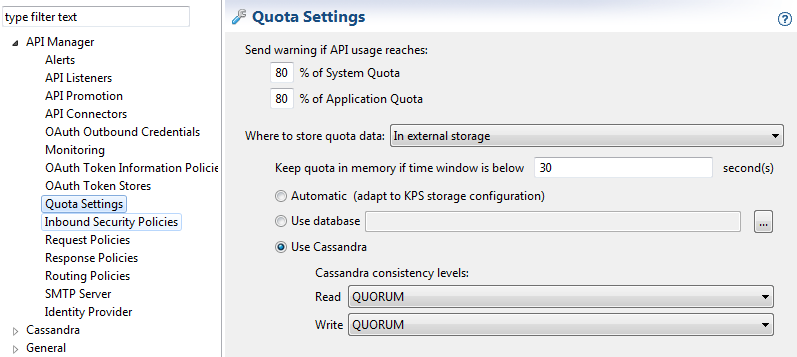 type filter text
API Manager
Alerts
API Listeners
API Promotion
API Connectors
OAuth Outbound Credentials
Monitoring
OAuth Token Information Policie
OAuth Token Stores
Quota Settings
Inbound Security Policies
Request Policies
Response Policies
Routing Policies
SMTP Server
Identity Provider
Cassandra
General
Quota Settings
?
Send warning if API usage reaches:
80 % of System Quota
80 % of Application Quota
Where to store quota data: In external storage
Keep quota in memory if time window is below 30 second(s)
Automatic (adapt to KPS storage configuration)
Use database ...
Use Cassandra
Cassandra consistency levels:
Read QUORUM
Write QUORUM